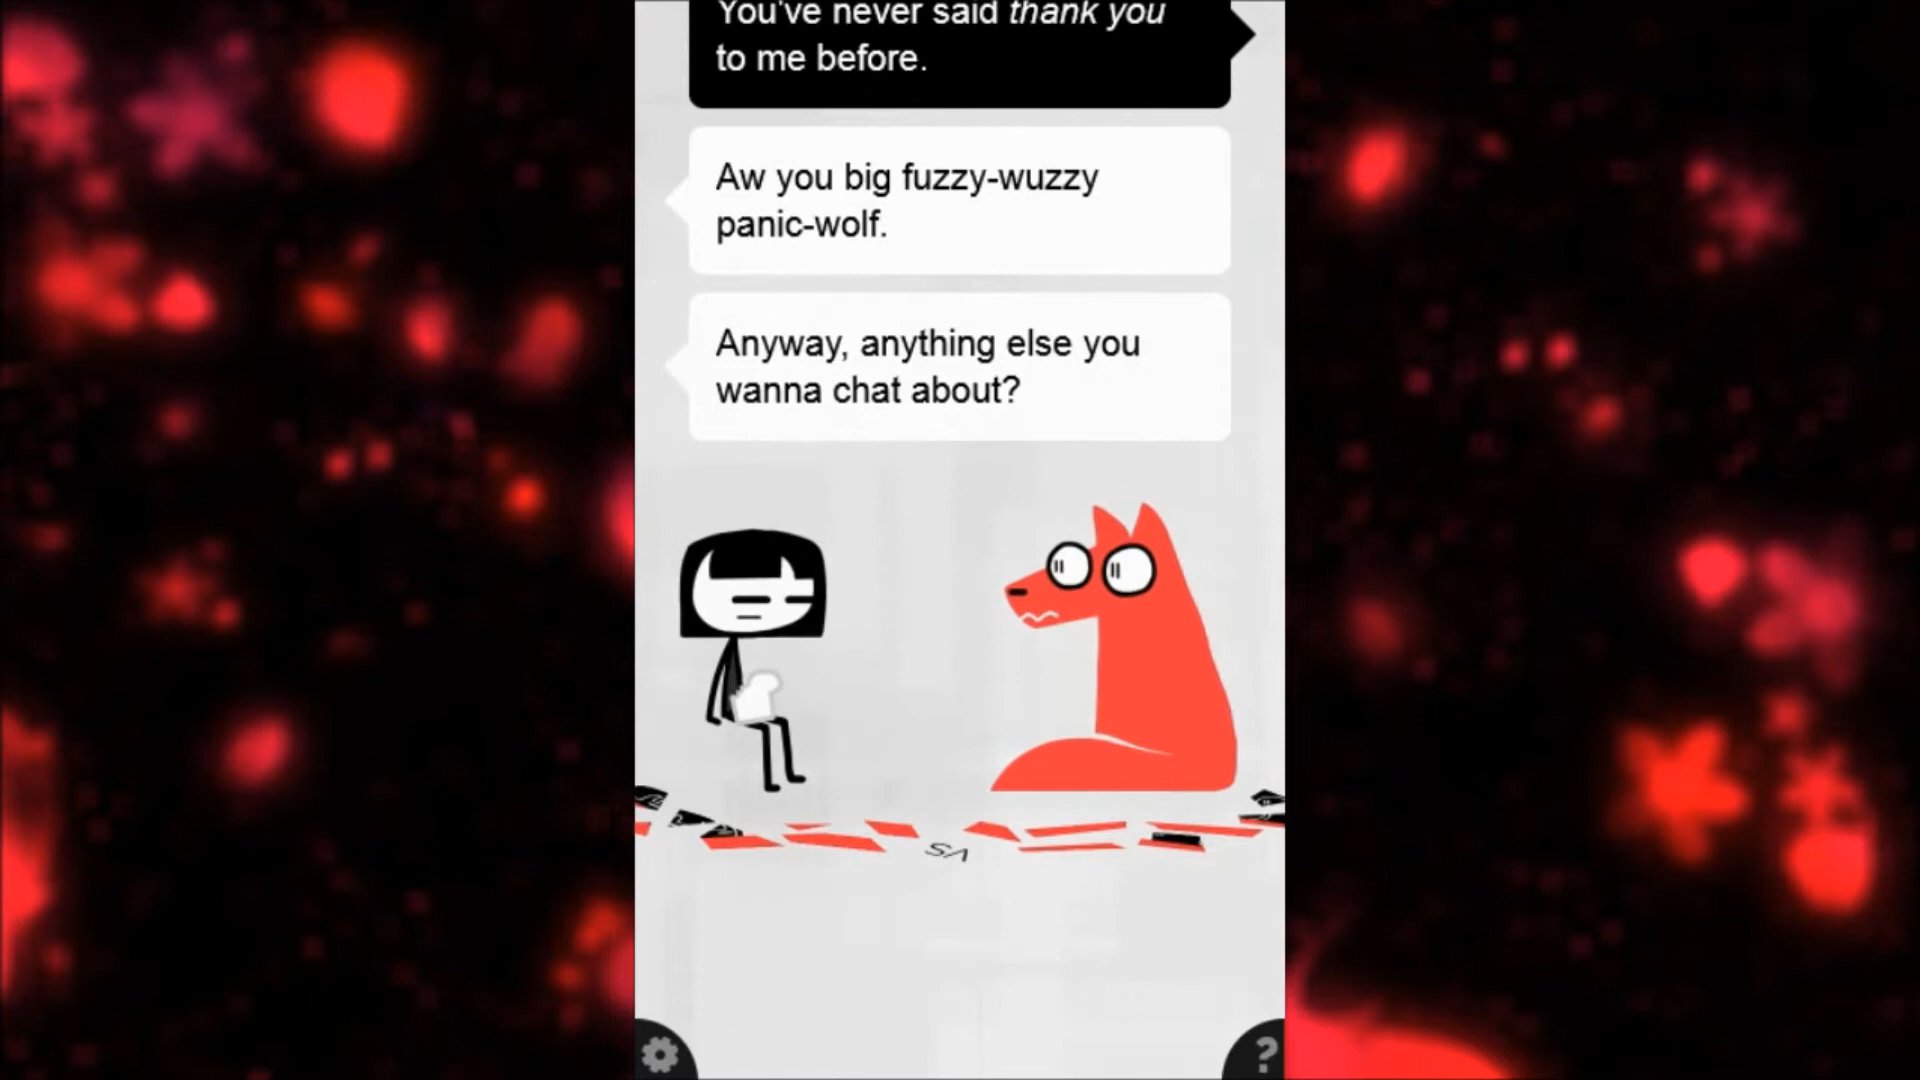 You've never said thank you
to me before.
Aw you big fuzzy-wuzzy
panic-wolf.
Anyway, anything else you
wanna chat about?
?